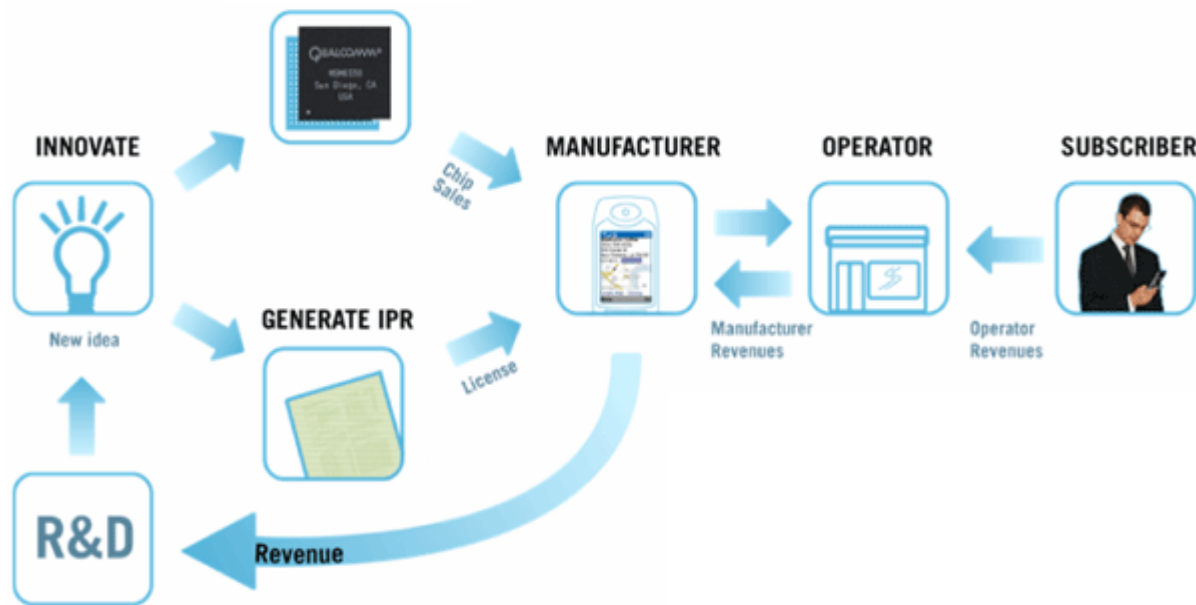 QUALCOMM®
MSM6550
San Diego, CA
USA
INNOVATE
MANUFACTURER
OPERATOR
SUBSCRIBER
Chip
Sales
New idea
GENERATE IPR
License
Manufacturer
Revenues
Operator
Revenues
R&D
Revenue